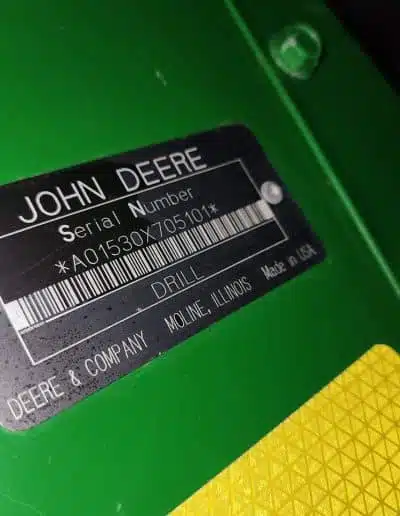 JOHN DEERE
Serial Number
*A01530X705101*
DRILL
DEERE & COMPANY MOLINE, ILLINOIS Made in USA